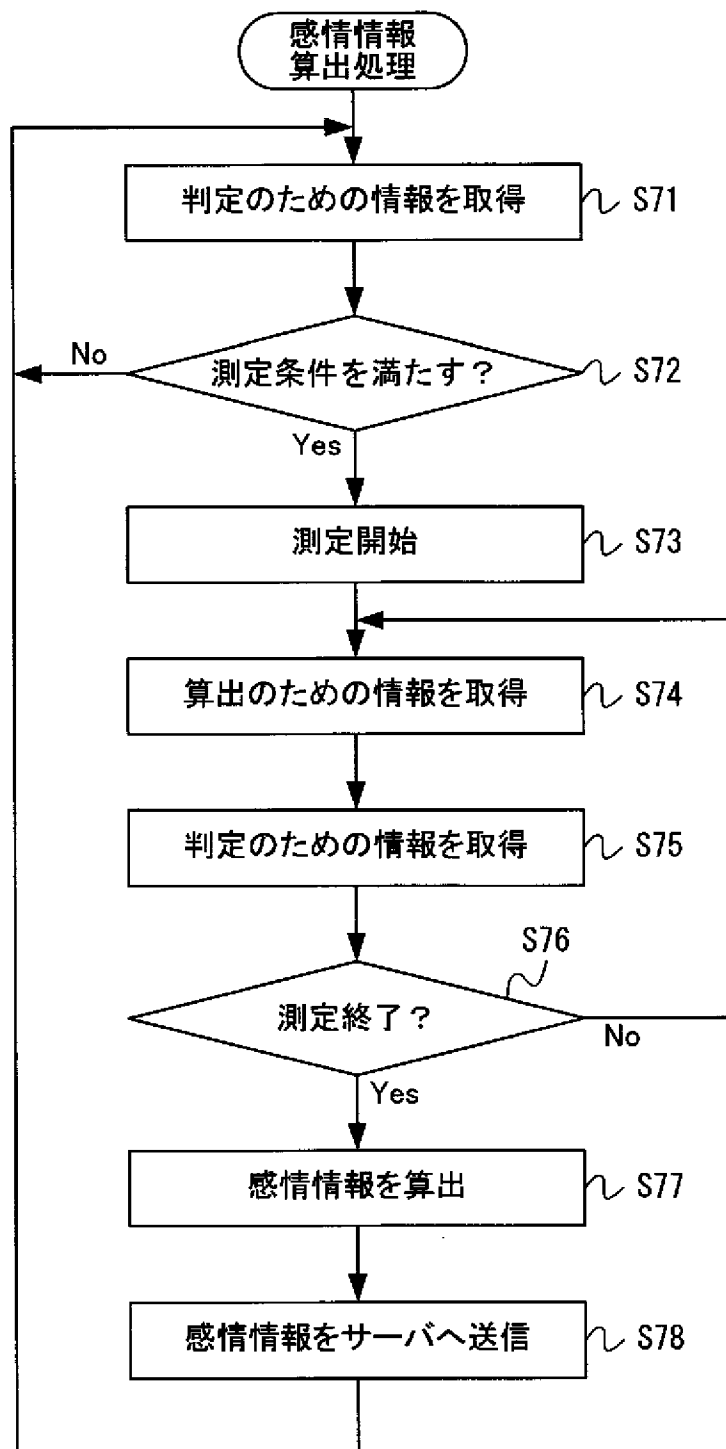 感情情報
算出処理
判定のための情報を取得 S71
No
測定条件を満たす？ S72
Yes
測定開始 S73
算出のための情報を取得 S74
判定のための情報を取得 S75
S76
測定終了？
No
Yes
感情情報を算出 S77
感情情報をサーバへ送信 S78